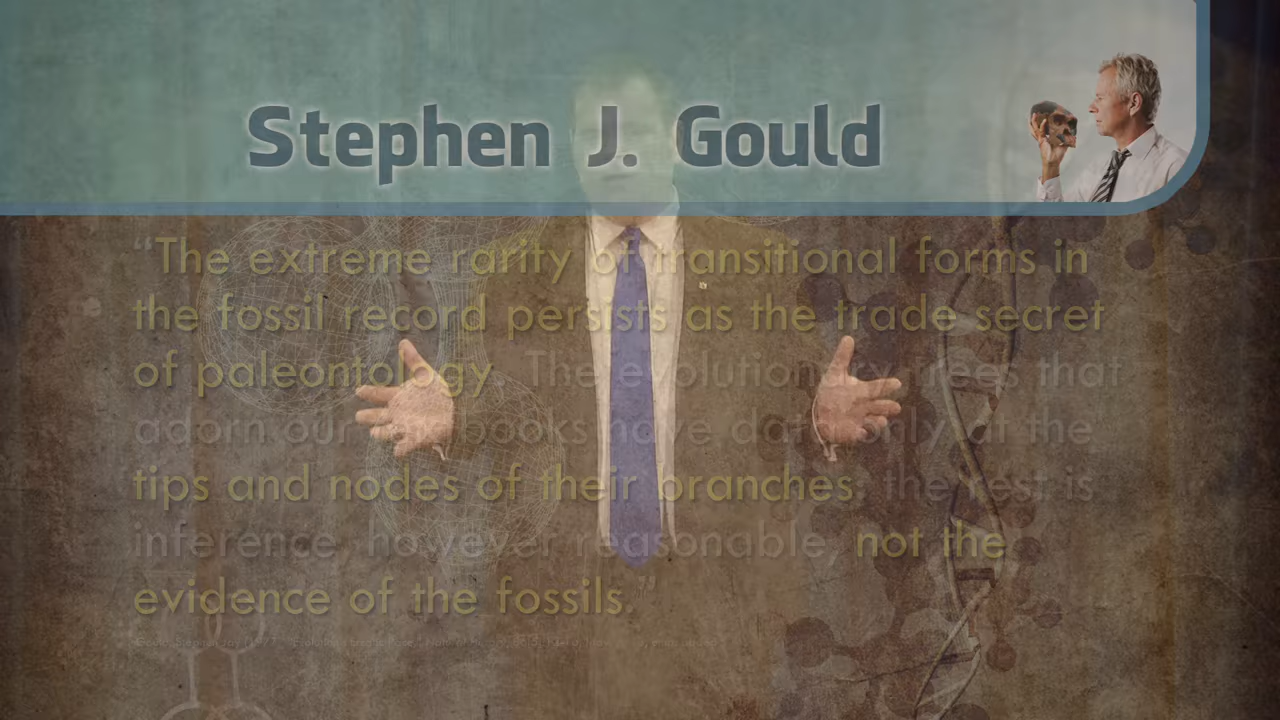 Stephen J. Gould
“The extreme rarity of transitional forms in
the fossil record persists as the trade secret
of paleontology. The evolutionary trees that
adorn our textbooks have data only at the
tips and nodes of their branches; the rest is
inference, however reasonable, not the
evidence of the fossils.”